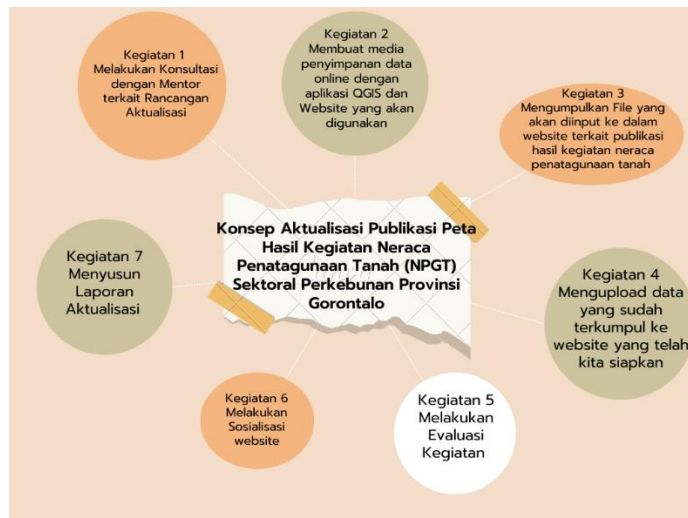 Kegiatan 1
Melakukan Konsultasi
dengan Mentor
terkait Rancangan
Aktualisasi
Kegiatan 2
Membuat media
penyimpanan data
online dengan
aplikasi QGIS dan
Website yang akan
digunakan
Kegiatan 3
Mengumpulkan File yang
akan diinput ke dalam
website terkait publikasi
hasil kegiatan neraca
penatagunaan tanah
Konsep Aktualisasi Publikasi Peta
Hasil Kegiatan Neraca
Penatagunaan Tanah (NPGT)
Sektoral Perkebunan Provinsi
Gorontalo
Kegiatan 4
Mengupload data
yang sudah
terkumpul ke
website yang telah
kita siapkan
Kegiatan 5
Melakukan
Evaluasi
Kegiatan
Kegiatan 6
Melakukan
Sosialisasi
website
Kegiatan 7
Menyusun
Laporan
Aktualisasi